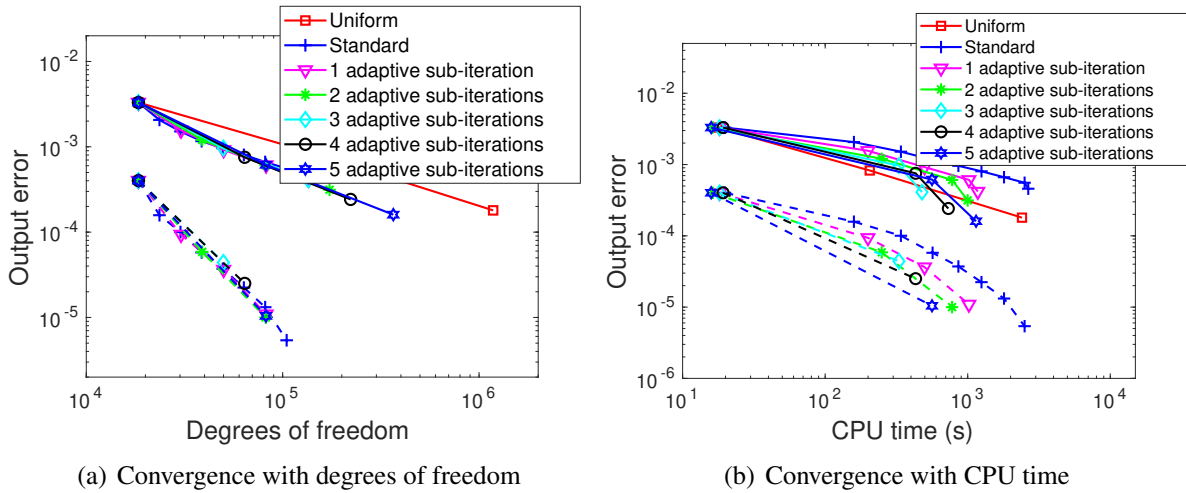 Uniform
Standard
1 adaptive sub-iteration
2 adaptive sub-iterations
3 adaptive sub-iterations
4 adaptive sub-iterations
5 adaptive sub-iterations
Output error
10^-2
10^-3
10^-4
10^-5
10^4
10^5
10^6
Degrees of freedom
(a) Convergence with degrees of freedom
Uniform
Standard
1 adaptive sub-iteration
2 adaptive sub-iterations
3 adaptive sub-iterations
4 adaptive sub-iterations
5 adaptive sub-iterations
Output error
10^-2
10^-3
10^-4
10^-5
10^-6
10^1
10^2
10^3
10^4
CPU time (s)
(b) Convergence with CPU time